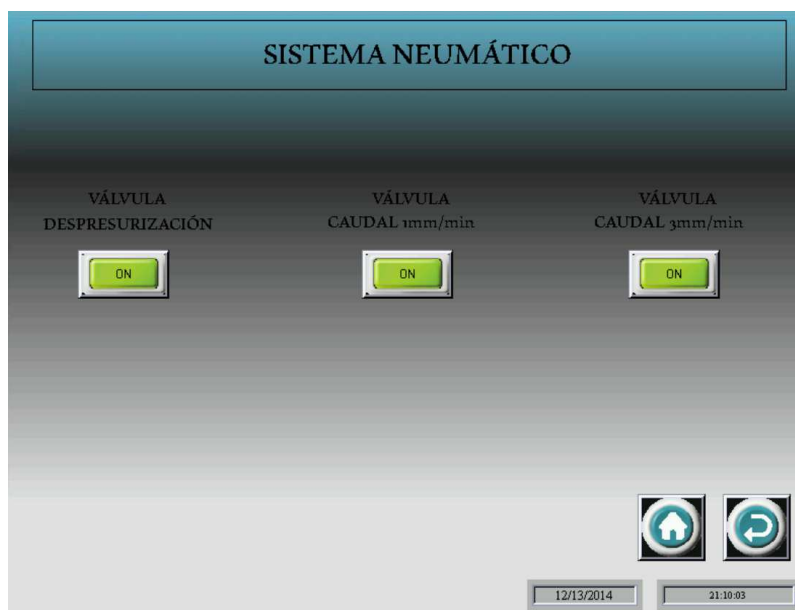 SISTEMA NEUMÁTICO
VÁLVULA
DESPRESURIZACIÓN
VÁLVULA
CAUDAL 1mm/min
VÁLVULA
CAUDAL 3mm/min
ON
ON
ON
12/13/2014
21:10:03